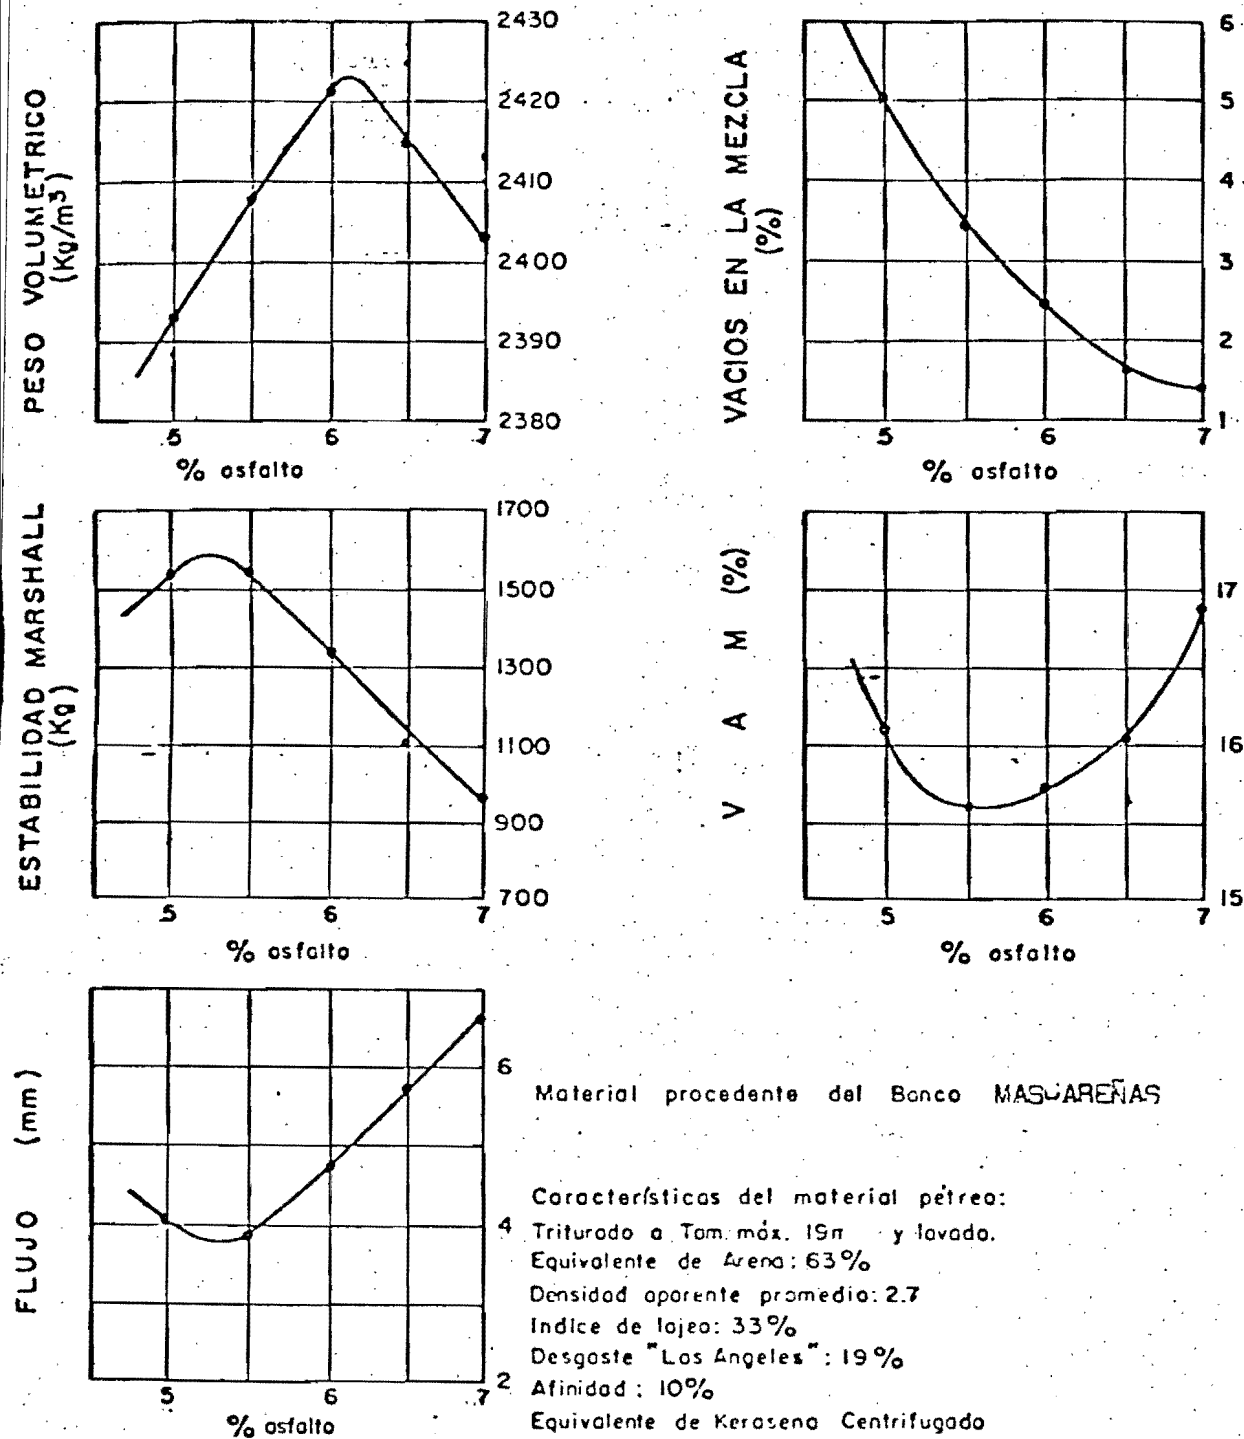 PESO VOLUMETRICO
(Kg/m³)
2430
2420
2410
2400
2390
2380
5 6 7
% asfalto
VACIOS EN LA MEZCLA
(%)
6
5
4
3
2
1
5 6 7
% asfalto
ESTABILIDAD MARSHALL
(Kg)
1700
1500
1300
1100
900
700
5 6 7
% asfalto
V A M (%)
17
16
15
5 6 7
% asfalto
FLUJO (mm)
6
4
2
5 6 7
% asfalto
Material procedente del Banco MASCAREÑAS
Características del material pétreo:
Triturado a Tam. máx. 19m y lavado.
Equivalente de Arena: 63%
Densidad aparente promedio: 2.7
Indice de lajeo: 33%
Desgaste "Los Angeles": 19%
Afinidad: 10%
Equivalente de Keroseno Centrifugado